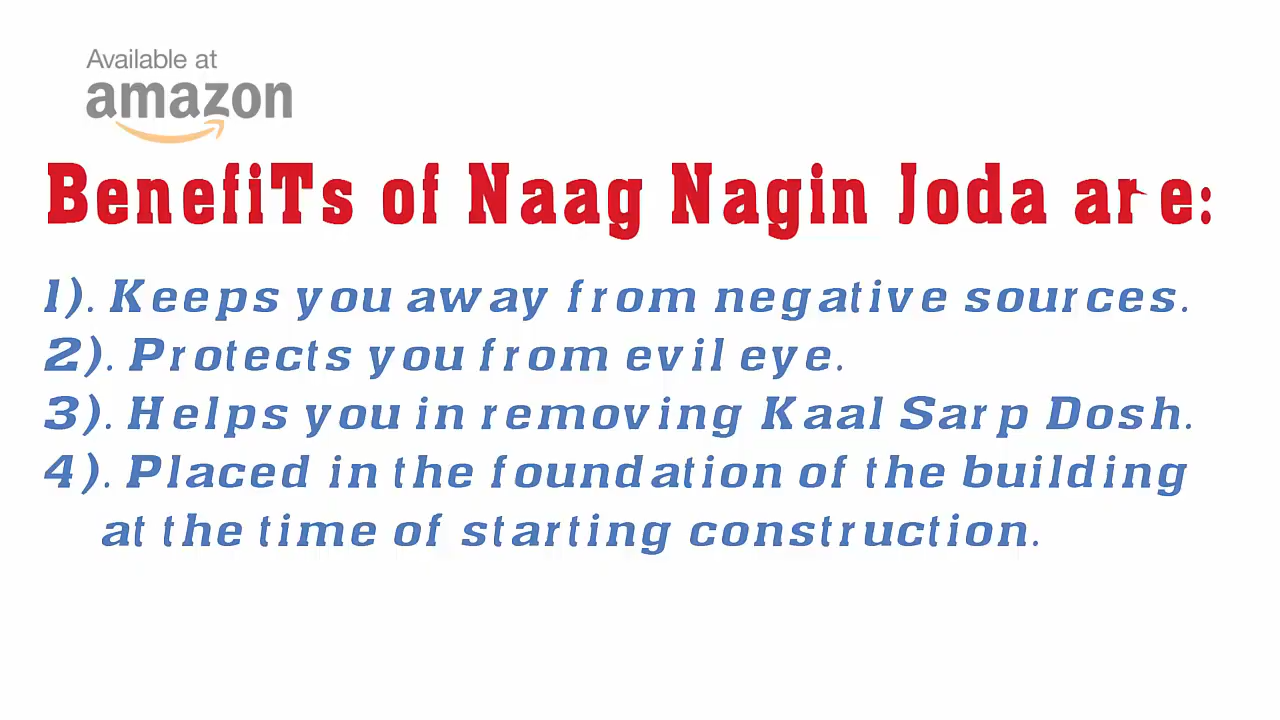 Available at
amazon
BenefiTs of Naag Nagin Joda are:
1). Keeps you away from negative sources.
2). Protects you from evil eye.
3). Helps you in removing Kaal Sarp Dosh.
4). Placed in the foundation of the building
at the time of starting construction.